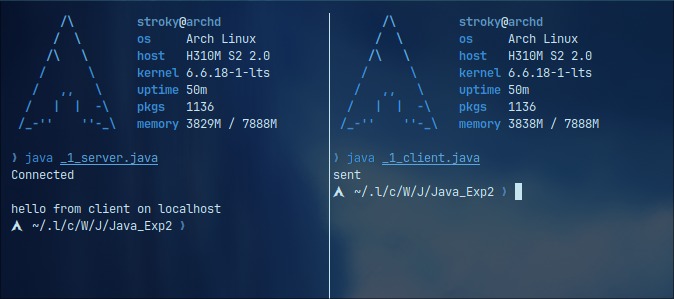 stroky@archd
os Arch Linux
host H310M S2 2.0
kernel 6.6.18-1-lts
uptime 50m
pkgs 1136
memory 3829M / 7888M
❯ java _1_server.java
Connected
hello from client on localhost
~/.l/c/W/J/Java_Exp2 ❯
stroky@archd
os Arch Linux
host H310M S2 2.0
kernel 6.6.18-1-lts
uptime 50m
pkgs 1136
memory 3838M / 7888M
❯ java _1_client.java
sent
~/.l/c/W/J/Java_Exp2 ❯